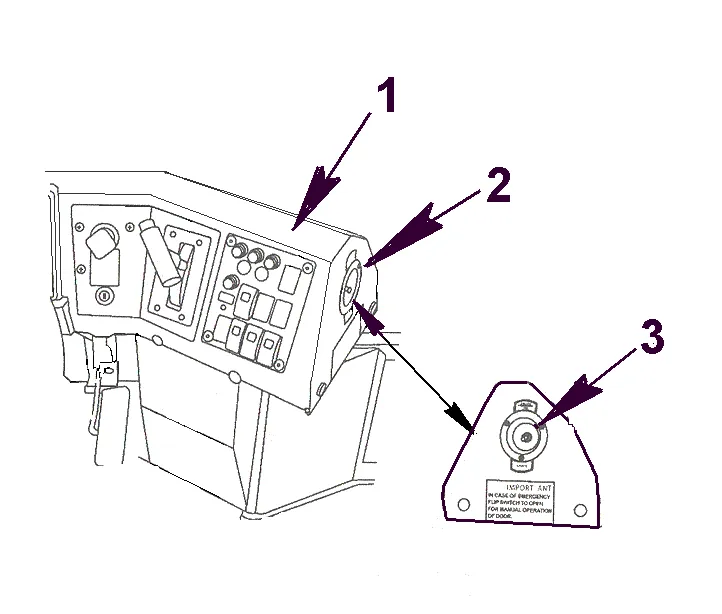 1
2
3
IMPORT ANT
IN CASE OF EMERGENCY
FLIP SWITCH TO OPEN
FOR MANUAL OPERATION
OF DOOR.